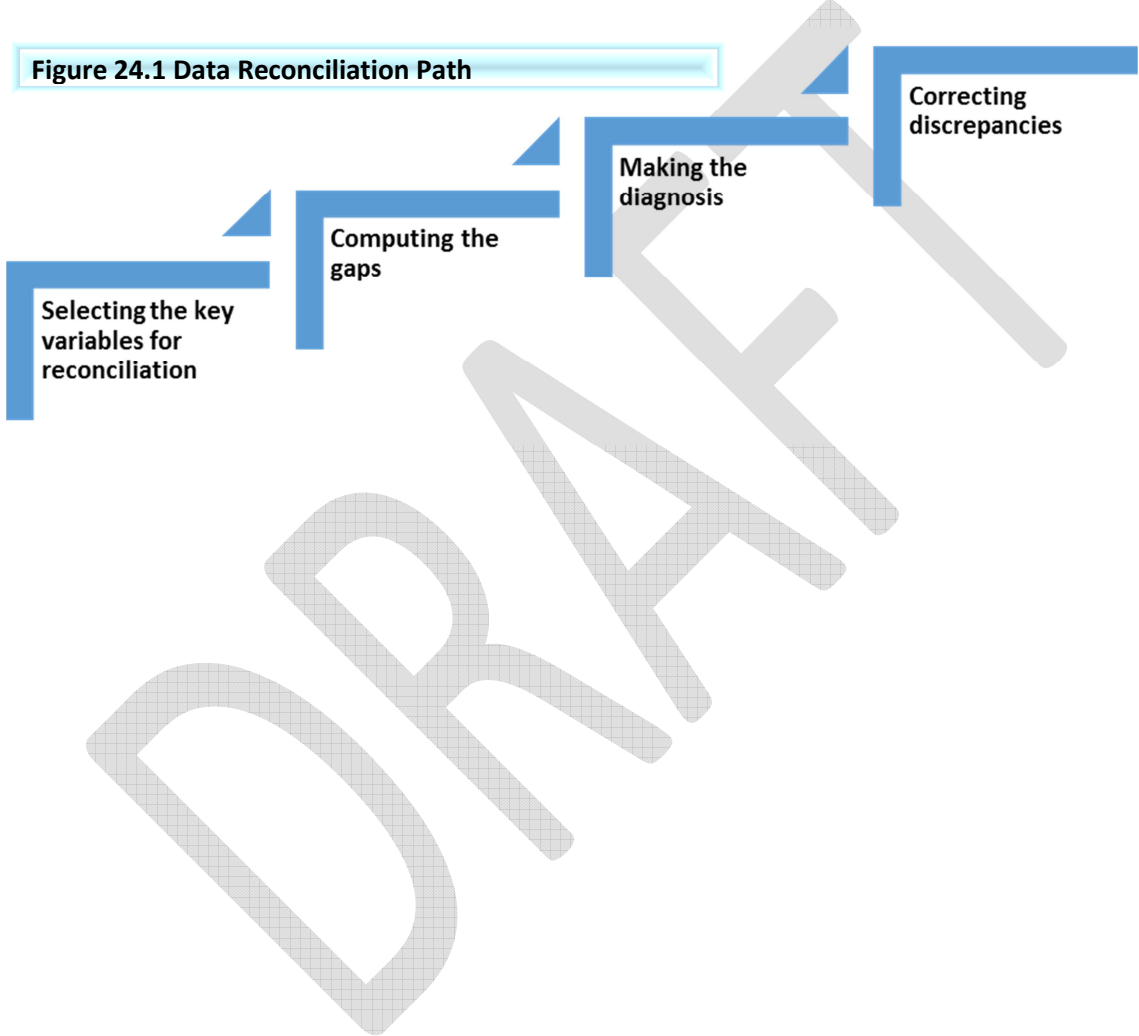 Figure 24.1 Data Reconciliation Path
Selecting the key
variables for
reconciliation
Computing the
gaps
Making the
diagnosis
Correcting
discrepancies
DRAFT